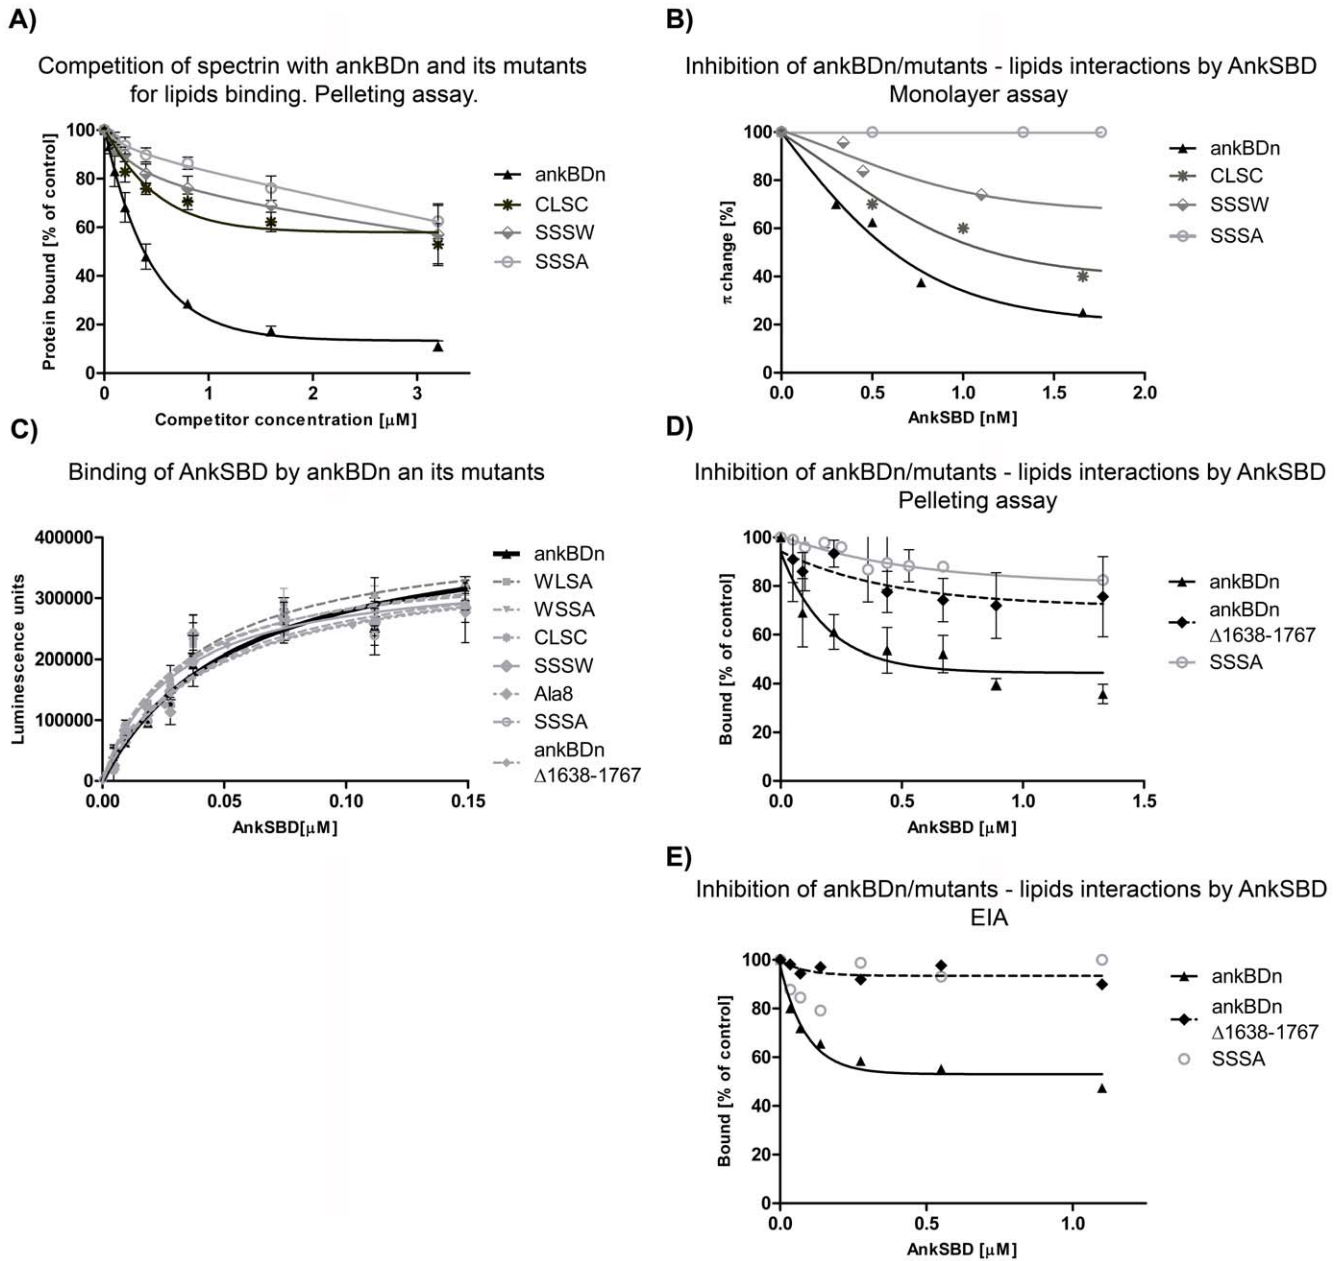 A)
Competition of spectrin with ankBDn and its mutants
for lipids binding. Pelleting assay.
Protein bound [% of control]
100
80
60
40
20
0
0 1 2 3
Competitor concentration [µM]
ankBDn
CLSC
SSSW
SSSA
B)
Inhibition of ankBDn/mutants - lipids interactions by AnkSBD
Monolayer assay
π change [%]
100
80
60
40
20
0
0.0 0.5 1.0 1.5 2.0
AnkSBD [nM]
ankBDn
CLSC
SSSW
SSSA
C)
Binding of AnkSBD by ankBDn an its mutants
Luminescence units
400000
300000
200000
100000
0
0.00 0.05 0.10 0.15
AnkSBD[µM]
ankBDn
WLSA
WSSA
CLSC
SSSW
Ala8
SSSA
ankBDn
Δ1638-1767
D)
Inhibition of ankBDn/mutants - lipids interactions by AnkSBD
Pelleting assay
Bound [% of control]
100
80
60
40
20
0
0.0 0.5 1.0 1.5
AnkSBD [µM]
ankBDn
ankBDn
Δ1638-1767
SSSA
E)
Inhibition of ankBDn/mutants - lipids interactions by AnkSBD
EIA
Bound [% of control]
100
80
60
40
20
0
0.0 0.5 1.0
AnkSBD [µM]
ankBDn
ankBDn
Δ1638-1767
SSSA